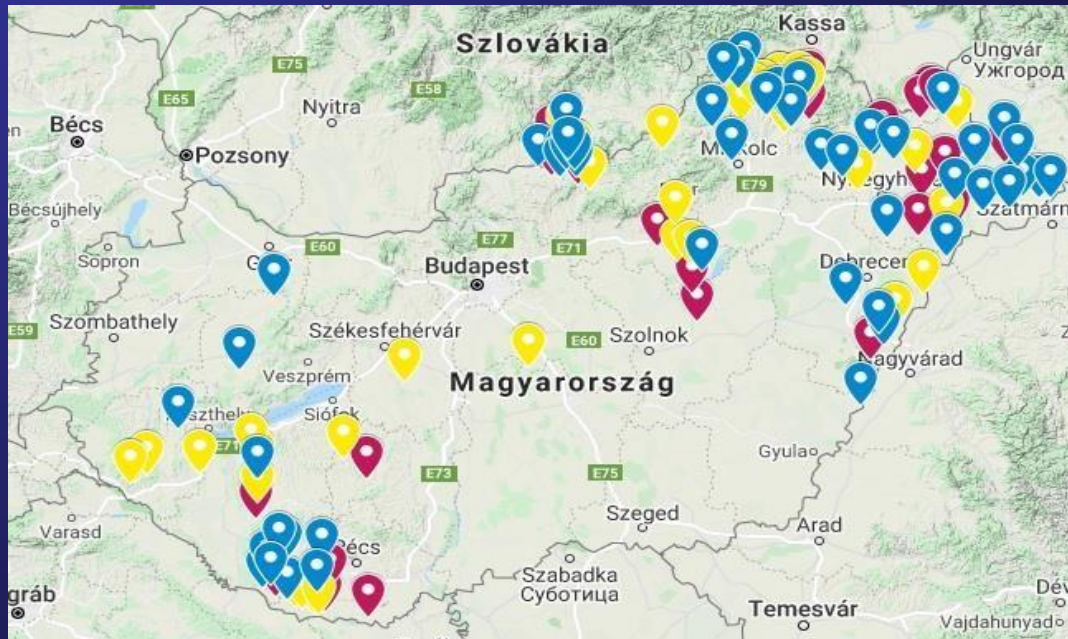 Kassa
Szlovákia
Ungvár
Ужгород
E75
E58
E65
Nyitra
Bécs
Pozsony
Bécsújhely
Sopron
E60
E77
E71
E79
Budapest
Debrecen
Szombathely
E59
Székesfehérvár
Szolnok
E60
Nagyvárad
Veszprém
Magyarország
Siófok
E71
Gyula
E73
E75
Varasd
Szeged
Arad
Pécs
Szabadka
Суботица
Temesvár
Vajdahunyad